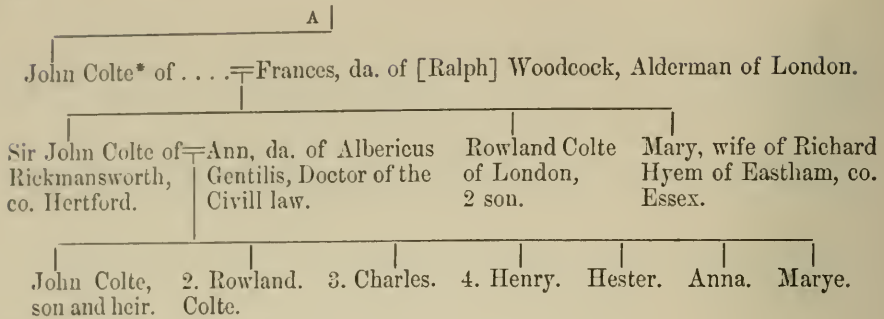 A
John Colte* of . . . . Frances, da. of [Ralph] Woodcock, Alderman of London.
Sir John Colte of Rickmansworth, co. Hertford.
Ann, da. of Albericus Gentilis, Doctor of the Civill law.
Rowland Colte of London, 2 son.
Mary, wife of Richard Hyem of Eastham, co. Essex.
John Colte, son and heir.
2. Rowland. Colte.
3. Charles.
4. Henry.
Hester.
Anna.
Marye.